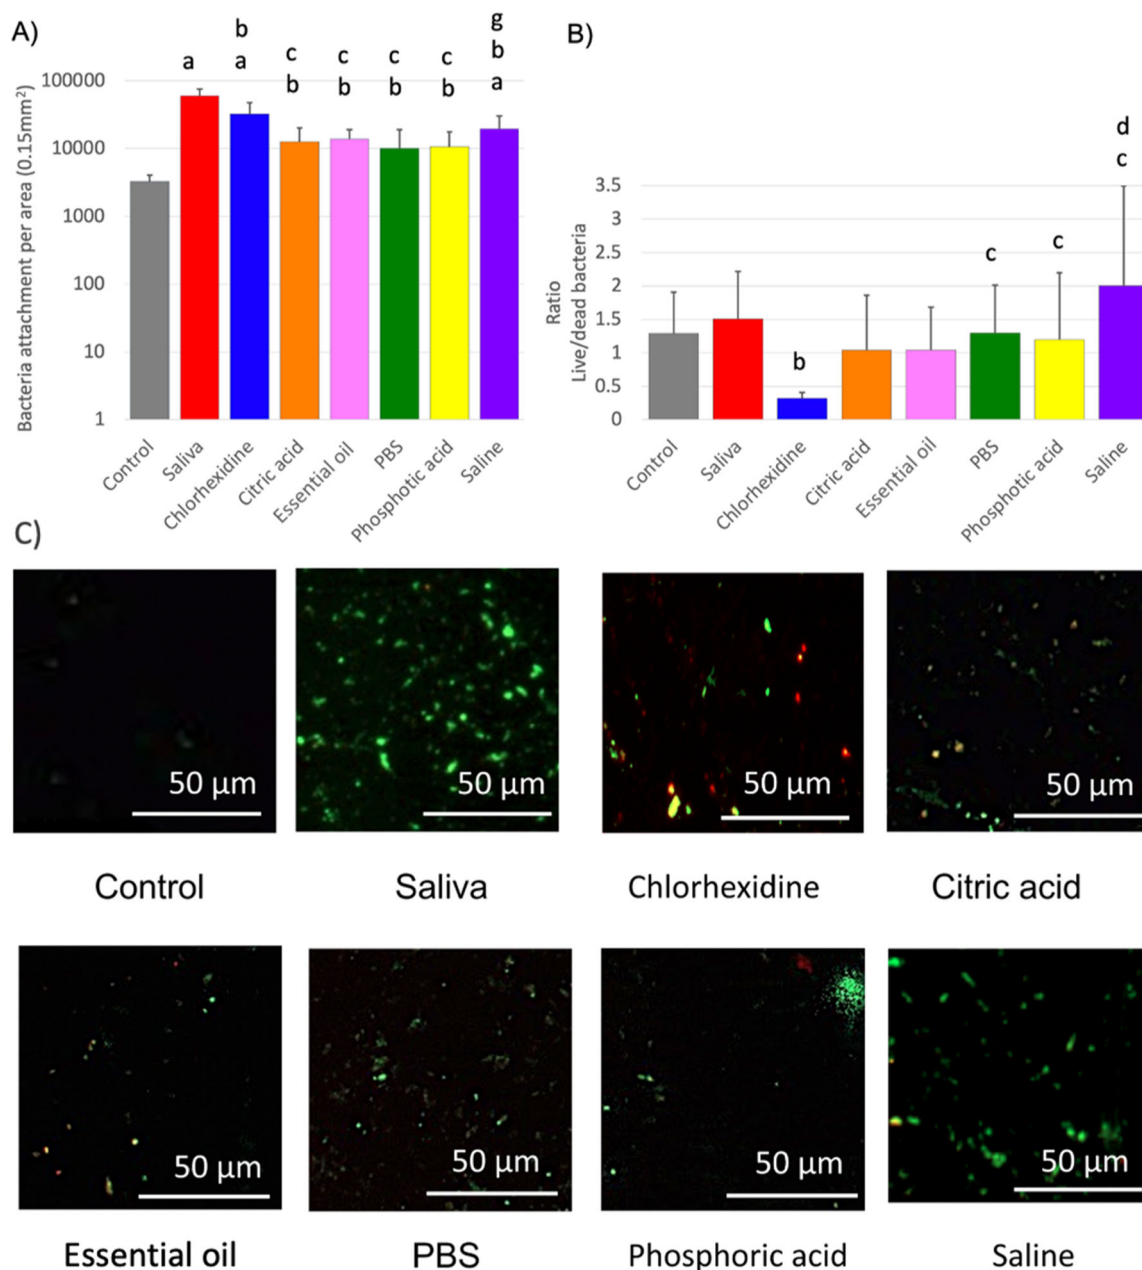 A)
a
b
a
c
b
c
b
c
b
c
b
g
b
a
Bacteria attachment per area (0.15mm²)
100000
10000
1000
100
10
1
Control
Saliva
Chlorhexidine
Citric acid
Essential oil
PBS
Phosphotic acid
Saline
B)
Ratio
Live/dead bacteria
3.5
3
2.5
2
1.5
1
0.5
0
b
c
c
d
c
Control
Saliva
Chlorhexidine
Citric acid
Essential oil
PBS
Phosphotic acid
Saline
C)
50 µm
50 µm
50 µm
50 µm
Control
Saliva
Chlorhexidine
Citric acid
50 µm
50 µm
50 µm
50 µm
Essential oil
PBS
Phosphoric acid
Saline